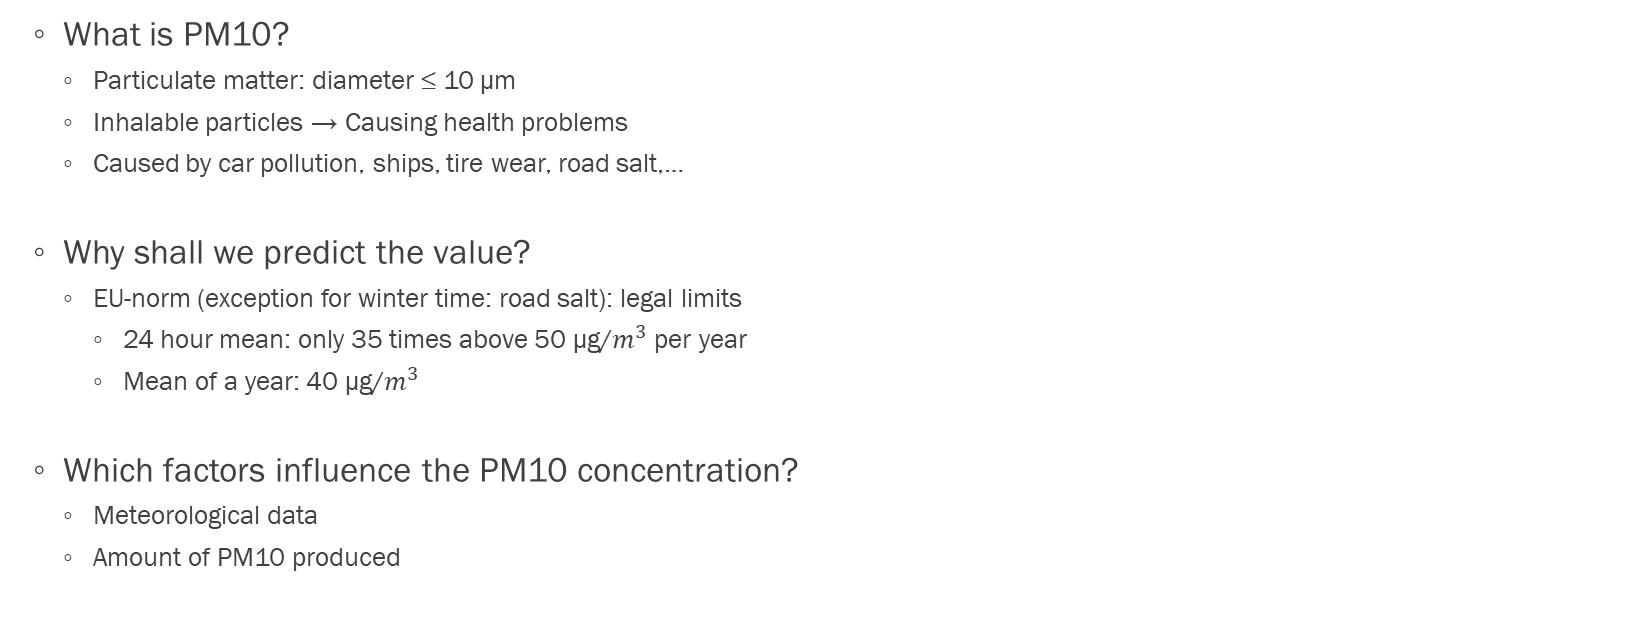 ◦ What is PM10?
◦ Particulate matter: diameter ≤ 10 µm
◦ Inhalable particles → Causing health problems
◦ Caused by car pollution, ships, tire wear, road salt,...
◦ Why shall we predict the value?
◦ EU-norm (exception for winter time: road salt): legal limits
◦ 24 hour mean: only 35 times above 50 µg/m³ per year
◦ Mean of a year: 40 µg/m³
◦ Which factors influence the PM10 concentration?
◦ Meteorological data
◦ Amount of PM10 produced